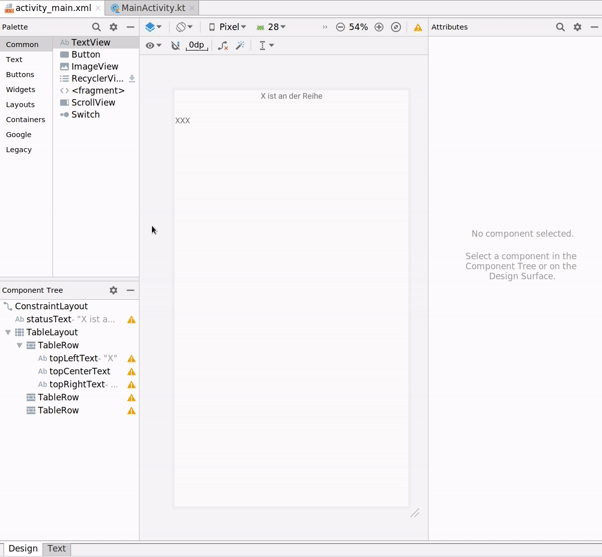 activity_main.xml
MainActivity.kt
Palette
Common
Text
Buttons
Widgets
Layouts
Containers
Google
Legacy
Ab TextView
Button
ImageView
RecyclerVi...
<> <fragment>
ScrollView
Switch
Pixel
28
54%
0dp
X ist an der Reihe
XXX
Attributes
No component selected.
Select a component in the
Component Tree or on the
Design Surface.
Component Tree
ConstraintLayout
Ab statusText- "X ist a...
TableLayout
TableRow
Ab topLeftText- "X"
Ab topCenterText
Ab topRightText- ...
TableRow
TableRow
Design Text